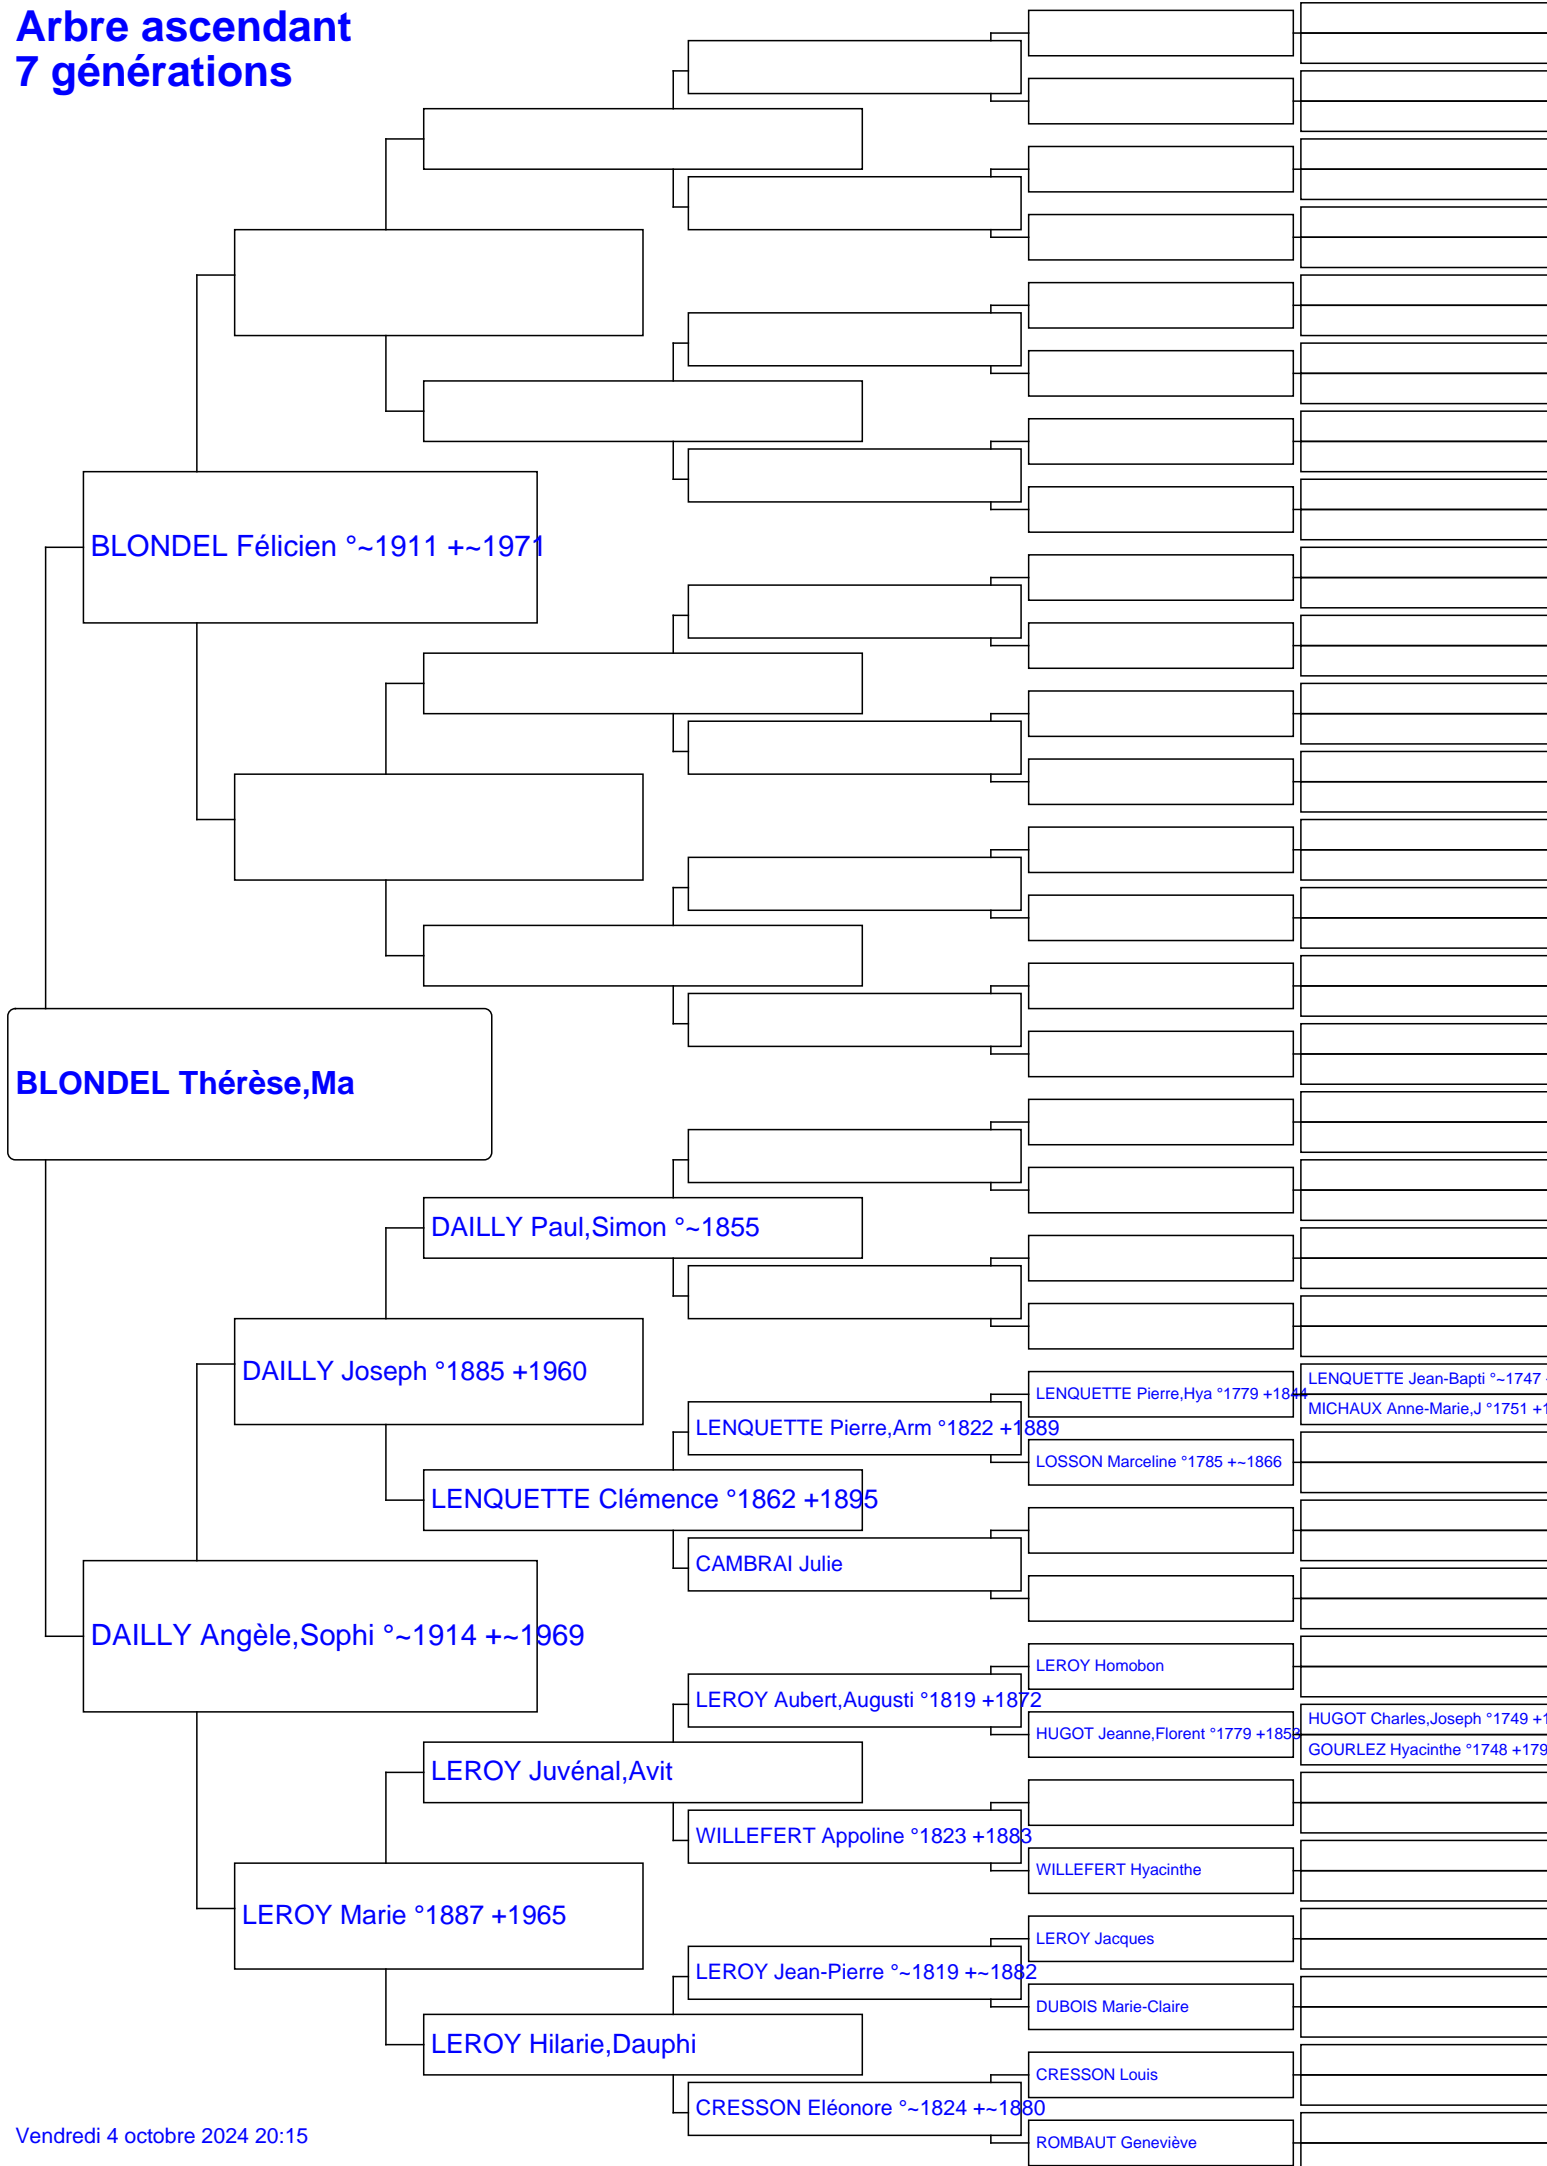 Arbre ascendant
7 générations
BLONDEL Félicien °~1911 +~1971
BLONDEL Thérèse,Ma
DAILLY Paul,Simon °~1855
DAILLY Joseph °1885 +1960
LENQUETTE Jean-Bapti °~1747
LENQUETTE Pierre,Hya °1779 +1844
MICHAUX Anne-Marie,J °1751 +1
LENQUETTE Pierre,Arm °1822 +1889
LOSSON Marceline °1785 +~1866
LENQUETTE Clémence °1862 +1895
CAMBRAI Julie
DAILLY Angèle,Sophi °~1914 +~1969
LEROY Homobon
LEROY Aubert,Augusti °1819 +1872
HUGOT Charles,Joseph °1749 +1
HUGOT Jeanne,Florent °1779 +1853
GOURLEZ Hyacinthe °1748 +179
LEROY Juvénal,Avit
WILLEFERT Appoline °1823 +1883
WILLEFERT Hyacinthe
LEROY Marie °1887 +1965
LEROY Jacques
LEROY Jean-Pierre °~1819 +~1882
DUBOIS Marie-Claire
LEROY Hilarie,Dauphi
CRESSON Louis
CRESSON Eléonore °~1824 +~1880
ROMBAUT Geneviève
Vendredi 4 octobre 2024 20:15